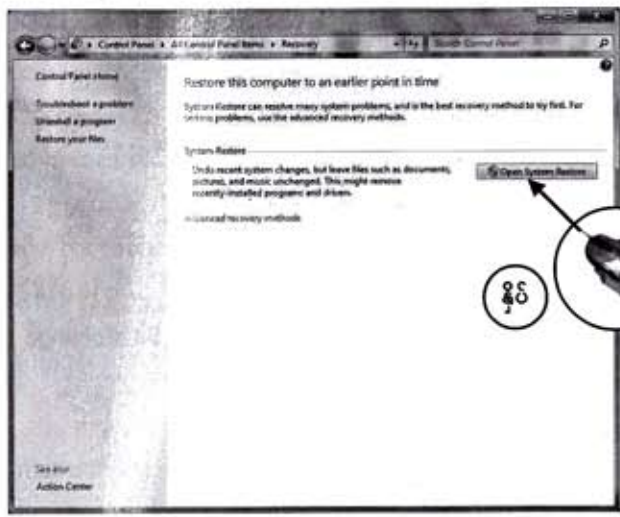 Control Panel ▸ All Control Panel Items ▸ Recovery
Search Control Panel
Control Panel Home
Troubleshoot a problem
Uninstall a program
Restore your files
Restore this computer to an earlier point in time
System Restore can resolve many system problems, and is the best recovery method to try first. For
serious problems, use the advanced recovery methods.
System Restore
Undo recent system changes, but leave files such as documents,
pictures, and music unchanged. This might remove
recently-installed programs and drivers.
Open System Restore
Advanced recovery methods
နှိပ်
See also
Action Center